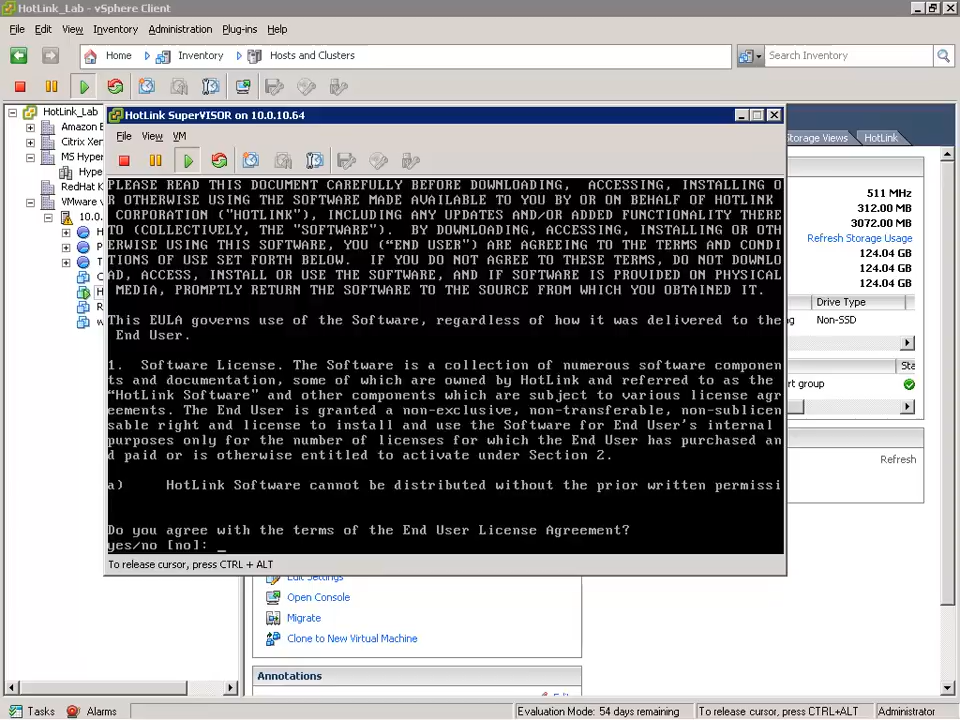 HotLink_Lab - vSphere Client
File Edit View Inventory Administration Plug-ins Help
Home Inventory Hosts and Clusters
Search Inventory
HotLink_Lab
Amazon E
Citrix Xer
MS Hyper
Hype
RedHat K
VMware v
10.0.
H
P
T
C
H
R
w
HotLink SuperVISOR on 10.0.10.64
File View VM
PLEASE READ THIS DOCUMENT CAREFULLY BEFORE DOWNLOADING, ACCESSING, INSTALLING O
R OTHERWISE USING THE SOFTWARE MADE AVAILABLE TO YOU BY OR ON BEHALF OF HOTLINK
CORPORATION ("HOTLINK"), INCLUDING ANY UPDATES AND/OR ADDED FUNCTIONALITY THERE
TO (COLLECTIVELY, THE "SOFTWARE"). BY DOWNLOADING, ACCESSING, INSTALLING OR OTH
ERWISE USING THIS SOFTWARE, YOU (“END USER") ARE AGREEING TO THE TERMS AND CONDI
TIONS OF USE SET FORTH BELOW. IF YOU DO NOT AGREE TO THESE TERMS, DO NOT DOWNLO
AD, ACCESS, INSTALL OR USE THE SOFTWARE, AND IF SOFTWARE IS PROVIDED ON PHYSICAL
MEDIA, PROMPTLY RETURN THE SOFTWARE TO THE SOURCE FROM WHICH YOU OBTAINED IT.
This EULA governs use of the Software, regardless of how it was delivered to the
End User.
1. Software License. The Software is a collection of numerous software componen
ts and documentation, some of which are owned by HotLink and referred to as the
“HotLink Software" and other components which are subject to various license agr
eements. The End User is granted a non-exclusive, non-transferable, non-sublicen
sable right and license to install and use the Software for End User's internal
purposes only for the number of licenses for which the End User has purchased an
d paid or is otherwise entitled to activate under Section 2.
a) HotLink Software cannot be distributed without the prior written permissi
Do you agree with the terms of the End User License Agreement?
yes/no [no]: _
To release cursor, press CTRL + ALT
Storage Views HotLink
511 MHz
312.00 MB
3072.00 MB
Refresh Storage Usage
124.04 GB
124.04 GB
124.04 GB
Drive Type
ng Non-SSD
Sta
rt group
Refresh
Edit Settings
Open Console
Migrate
Clone to New Virtual Machine
Annotations
Tasks Alarms
Evaluation Mode: 54 days remaining
To release cursor, press CTRL+ALT
Administrator